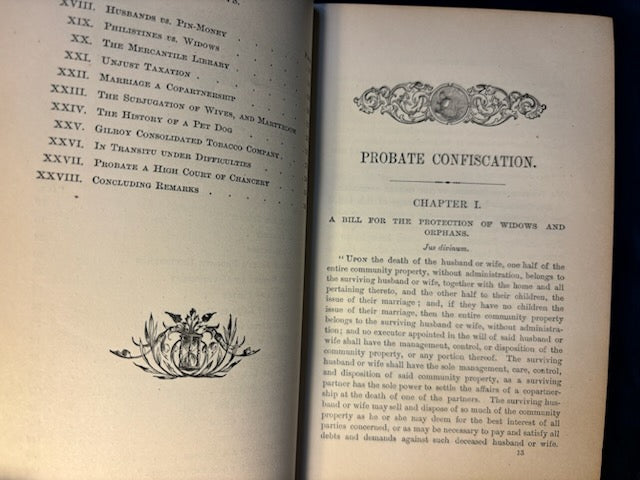 XVIII. Husbands vs. Pin-Money
XIX. Philistines vs. Widows
XX. The Mercantile Library
XXI. Unjust Taxation
XXII. Marriage a Copartnership
XXIII. The Subjugation of Wives, and Martyrdom
XXIV. The History of a Pet Dog
XXV. Gilroy Consolidated Tobacco Company
XXVI. In Transitu under Difficulties
XXVII. Probate a High Court of Chancery
XXVIII. Concluding Remarks
PROBATE CONFISCATION.
CHAPTER I.
A BILL FOR THE PROTECTION OF WIDOWS AND
ORPHANS.
Jus divinum.
"Upon the death of the husband or wife, one half of the
entire community property, without administration, belongs to
the surviving husband or wife, together with the home and all
pertaining thereto, and the other half to their children, the
issue of their marriage; and, if they have no children the
issue of their marriage, then the entire community property
belongs to the surviving husband or wife, without administra-
tion; and no executor appointed in the will of said husband or
wife shall have the management, control, or disposition of the
community property, or any portion thereof. The surviving
husband or wife shall have the sole management, care, control,
and disposition of said community property, as a surviving
partner has the sole power to settle the affairs of a copartner-
ship at the death of one of the partners. The surviving hus-
band or wife may sell and dispose of so much of the community
property as he or she may deem for the best interest of all
parties concerned, or as may be necessary to pay and satisfy all
debts and demands against such deceased husband or wife.
13